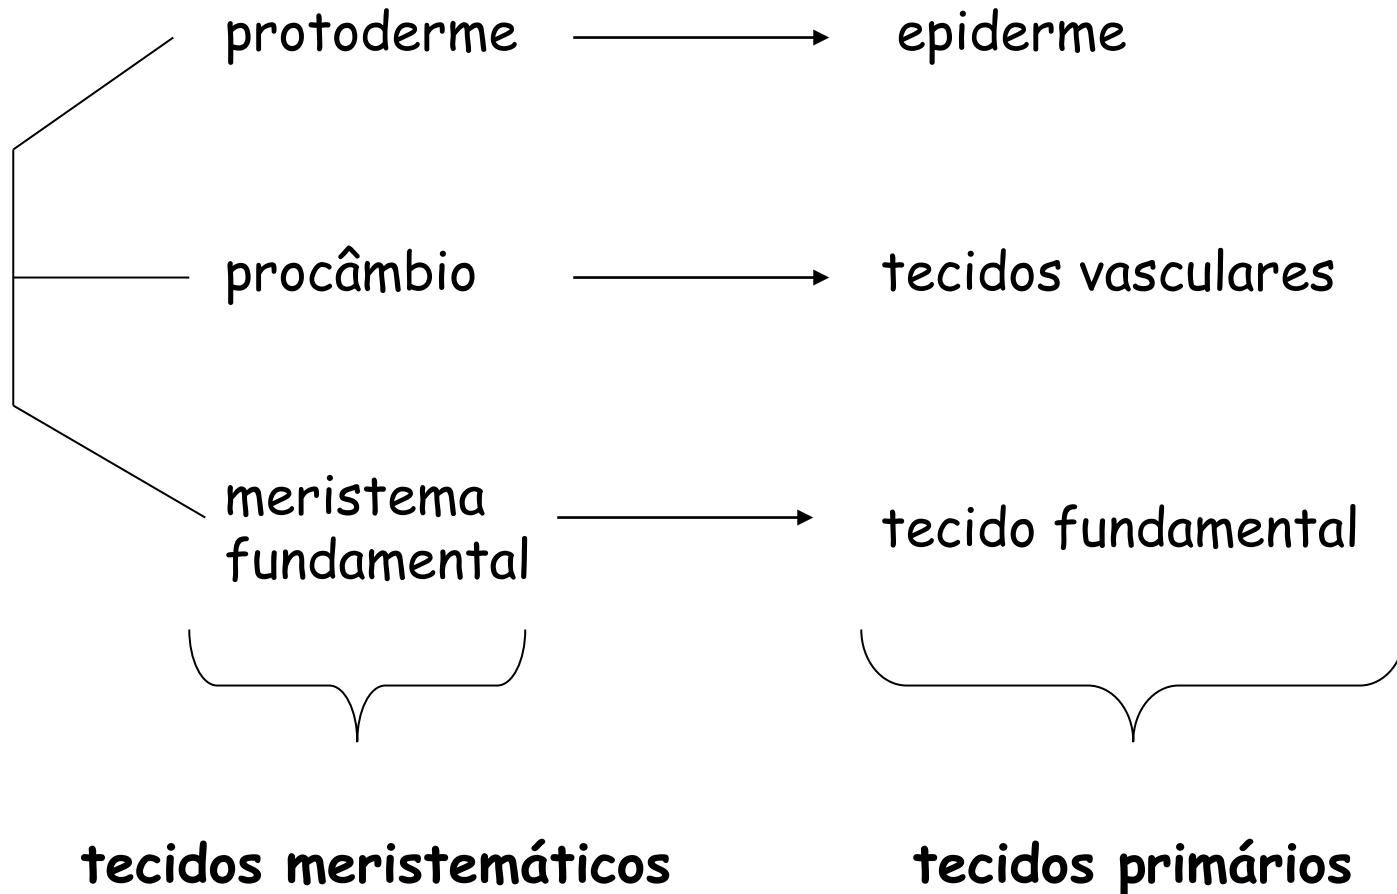 protoderme epiderme
procâmbio tecidos vasculares
meristema
fundamental
tecido fundamental
tecidos meristemáticos tecidos primários